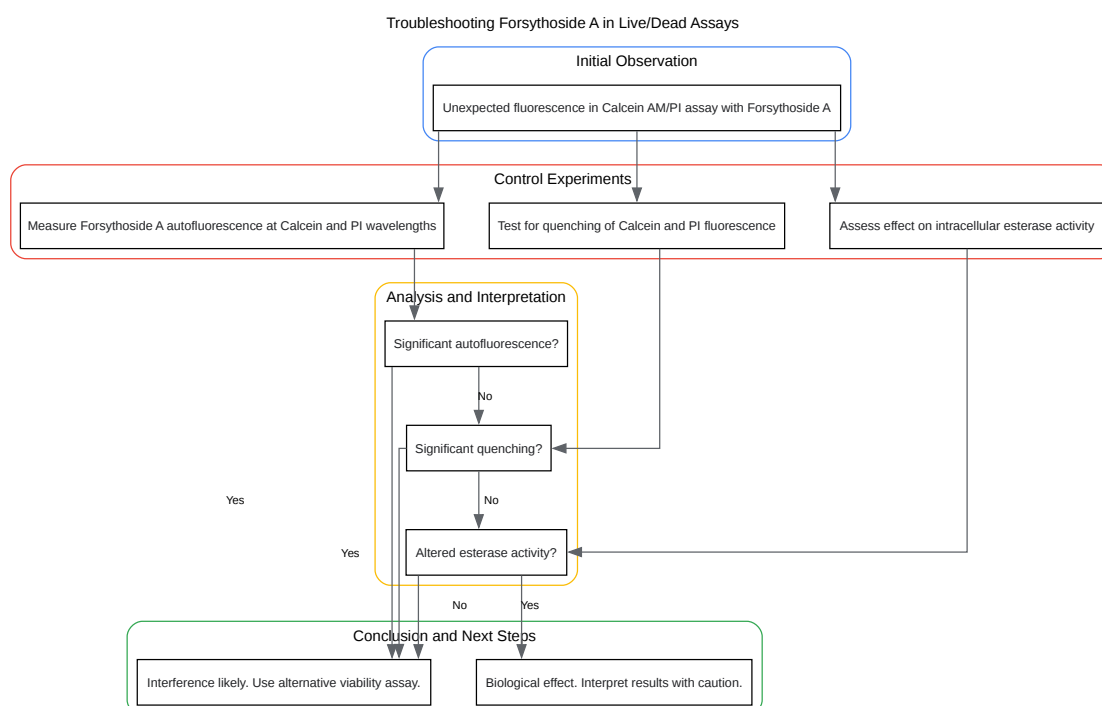 Troubleshooting Forsythoside A in Live/Dead Assays
Initial Observation
Unexpected fluorescence in Calcein AM/PI assay with Forsythoside A
Control Experiments
Measure Forsythoside A autofluorescence at Calcein and PI wavelengths
Test for quenching of Calcein and PI fluorescence
Assess effect on intracellular esterase activity
Analysis and Interpretation
Significant autofluorescence?
No
Significant quenching?
Yes
No
Yes
Altered esterase activity?
No
Yes
Conclusion and Next Steps
Interference likely. Use alternative viability assay.
Biological effect. Interpret results with caution.